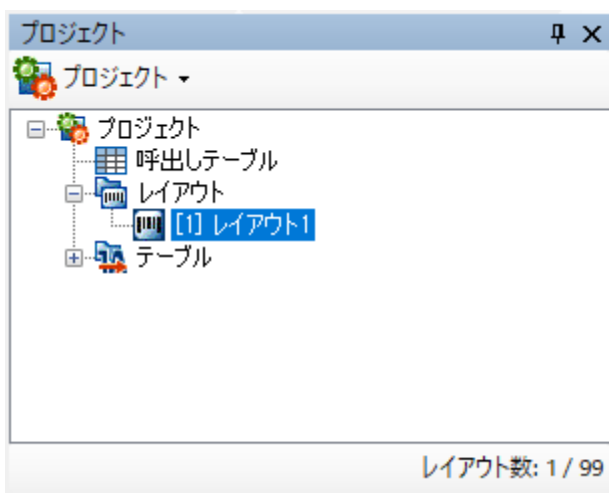 プロジェクト
プロジェクト
プロジェクト
呼出しテーブル
レイアウト
[1] レイアウト1
テーブル
レイアウト数: 1 / 99